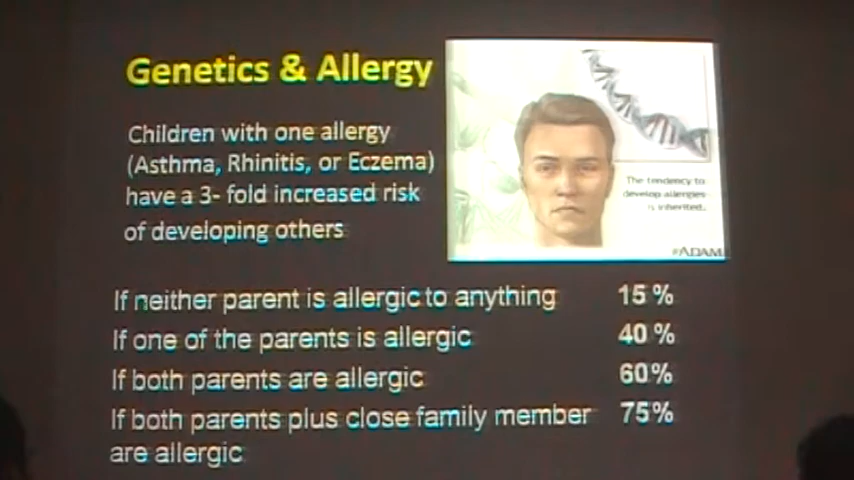 Genetics & Allergy
Children with one allergy
(Asthma, Rhinitis, or Eczema)
have a 3- fold increased risk
of developing others
The tendency to
develop allergies
is inherited.
#ADAM
If neither parent is allergic to anything 15 %
If one of the parents is allergic 40 %
If both parents are allergic 60%
If both parents plus close family member 75%
are allergic